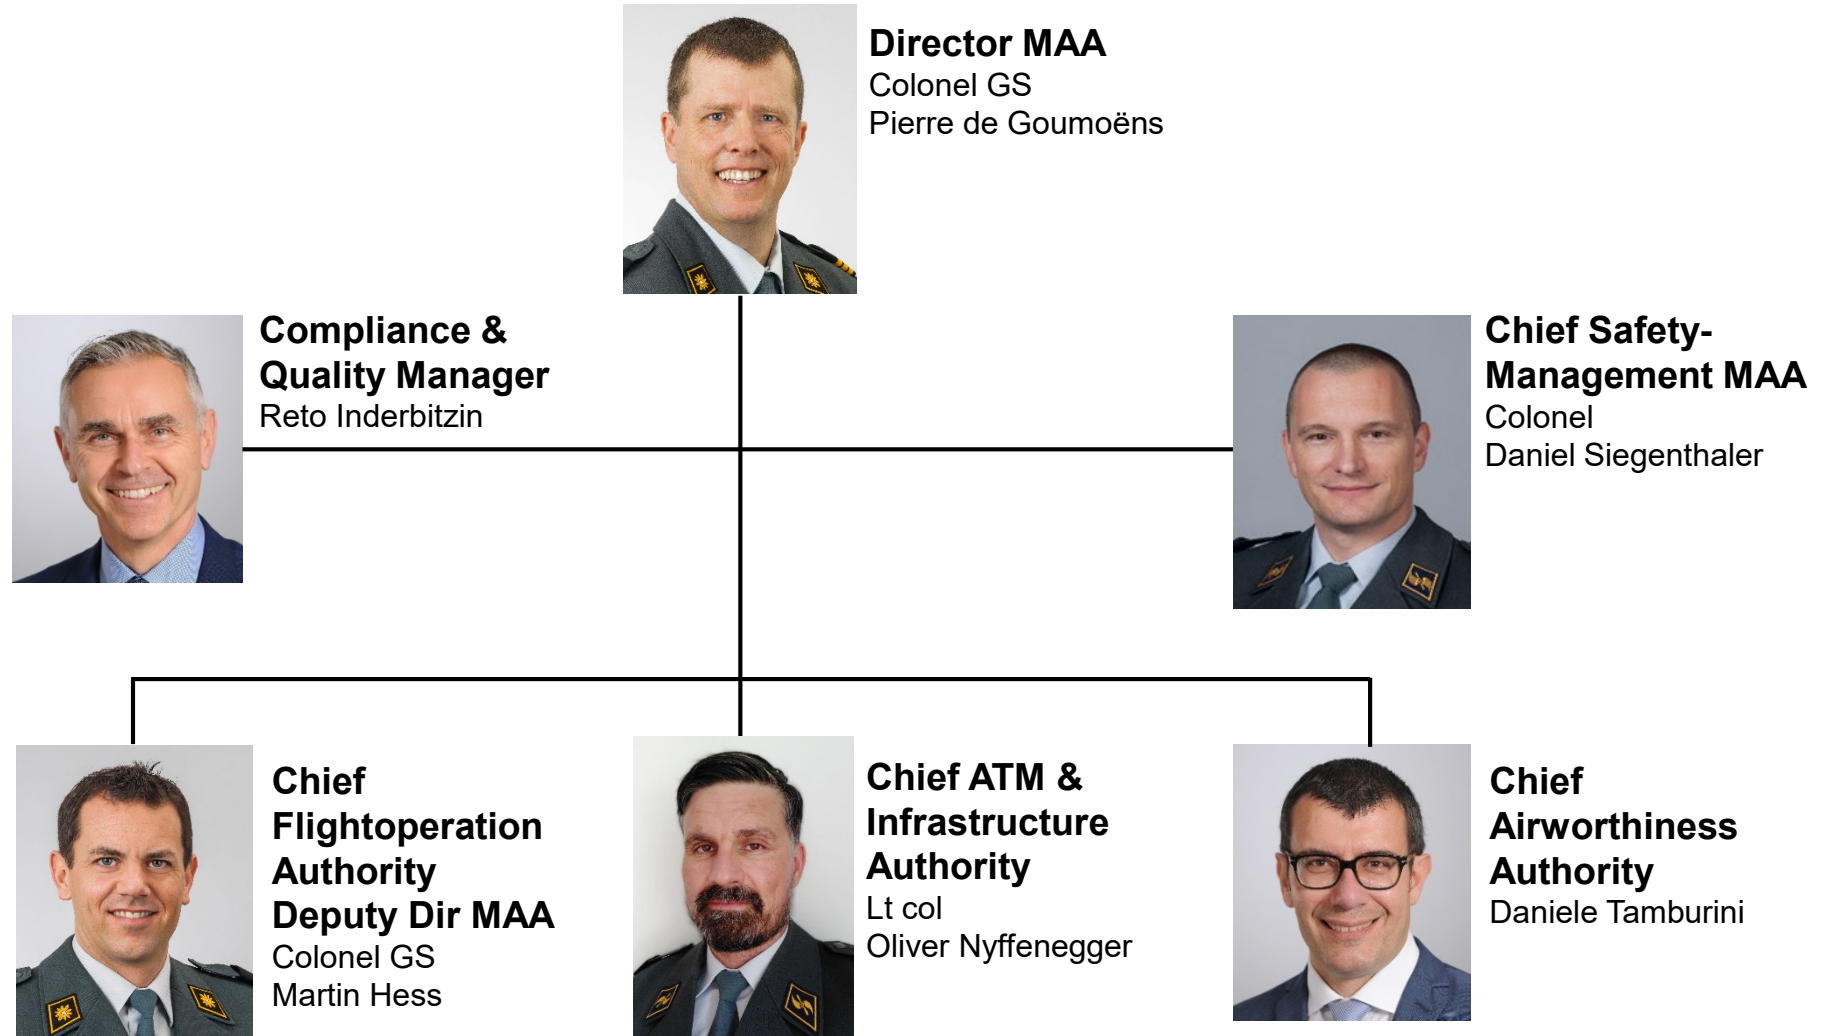 Director MAA
Colonel GS
Pierre de Goumoëns
Compliance &
Quality Manager
Reto Inderbitzin
Chief Safety-
Management MAA
Colonel
Daniel Siegenthaler
Chief
Flightoperation
Authority
Deputy Dir MAA
Colonel GS
Martin Hess
Chief ATM &
Infrastructure
Authority
Lt col
Oliver Nyffenegger
Chief
Airworthiness
Authority
Daniele Tamburini